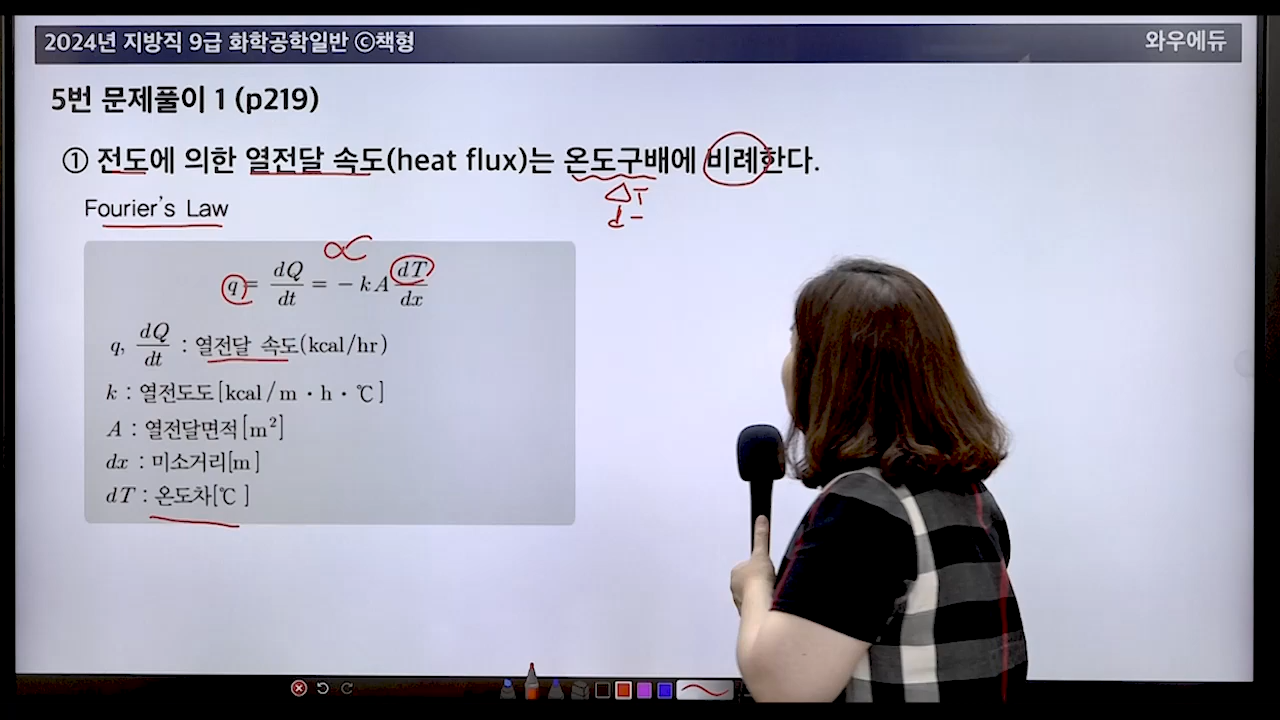 2024년 지방직 9급 화학공학일반 ⓒ책형
와우에듀
5번 문제풀이 1 (p219)
① 전도에 의한 열전달 속도(heat flux)는 온도구배에 비례한다.
△T
d-
Fourier's Law
∝
q = dQ/dt = - k A dT/dx
q, dQ/dt : 열전달 속도(kcal/hr)
k : 열전도도[kcal/m・h・℃]
A : 열전달면적[m²]
dx : 미소거리[m]
dT : 온도차[℃]